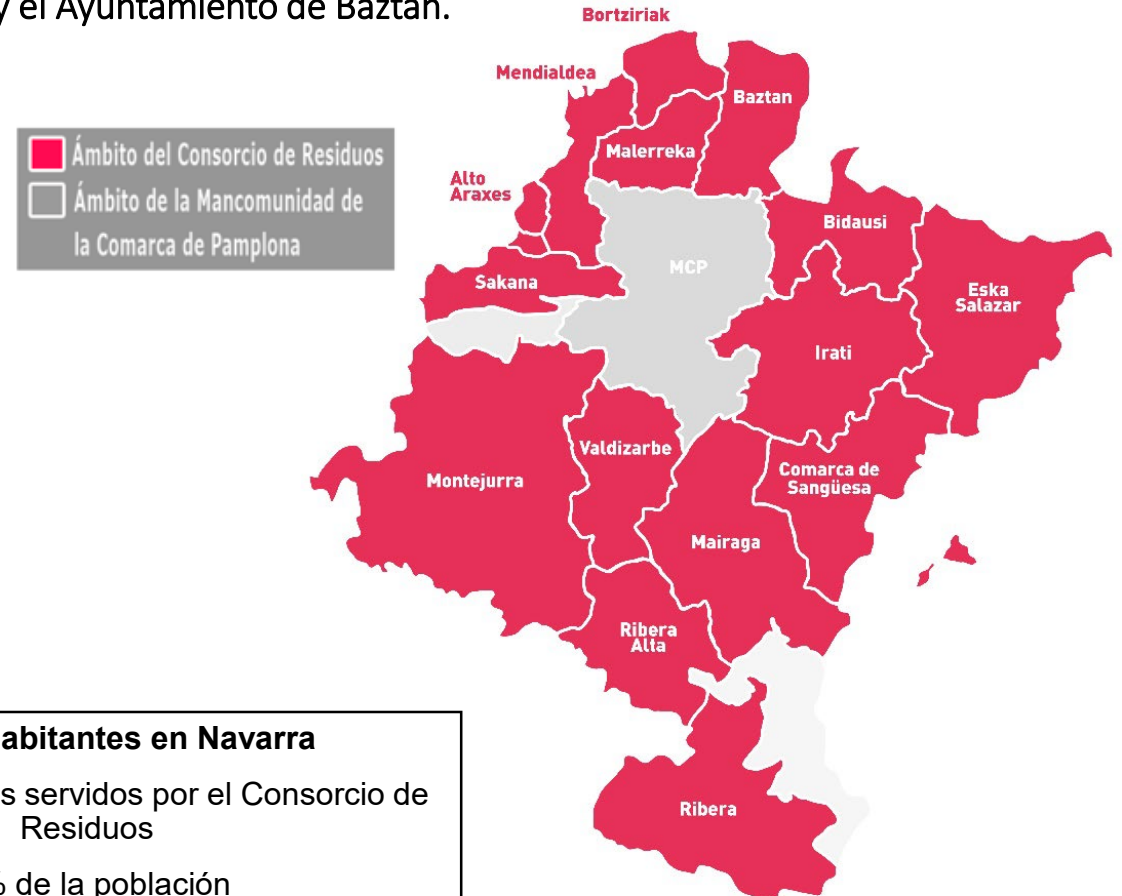 y el Ayuntamiento de Baztan.
Bortziriak
Mendialdea
Baztan
Malerreka
Ámbito del Consorcio de Residuos
Ámbito de la Mancomunidad de
la Comarca de Pamplona
Alto
Araxes
Bidausi
MCP
Sakana
Eska
Salazar
Irati
Valdizarbe
Montejurra
Comarca de
Sangüesa
Mairaga
Ribera
Alta
Ribera
abitantes en Navarra
s servidos por el Consorcio de
Residuos
% de la población